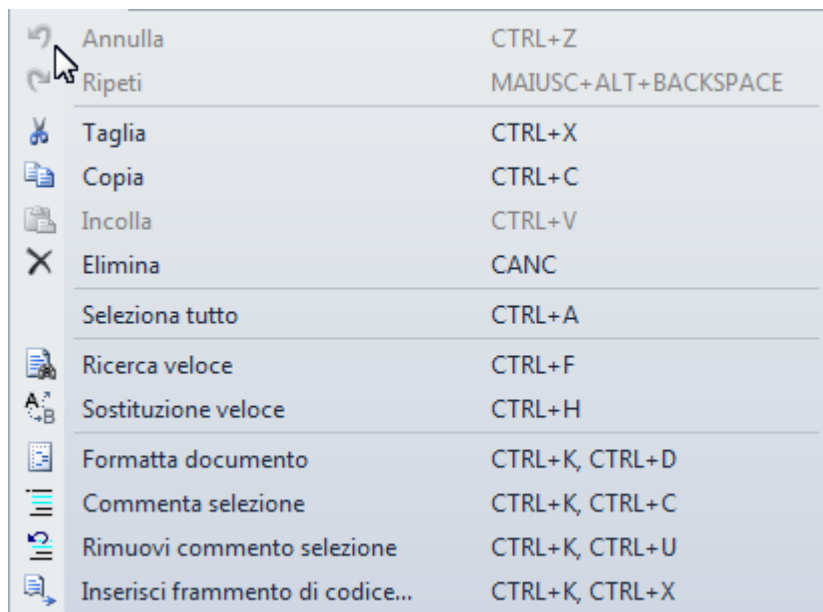 Annulla CTRL+Z
Ripeti MAIUSC+ALT+BACKSPACE
Taglia CTRL+X
Copia CTRL+C
Incolla CTRL+V
Elimina CANC
Seleziona tutto CTRL+A
Ricerca veloce CTRL+F
Sostituzione veloce CTRL+H
Formatta documento CTRL+K, CTRL+D
Commenta selezione CTRL+K, CTRL+C
Rimuovi commento selezione CTRL+K, CTRL+U
Inserisci frammento di codice... CTRL+K, CTRL+X